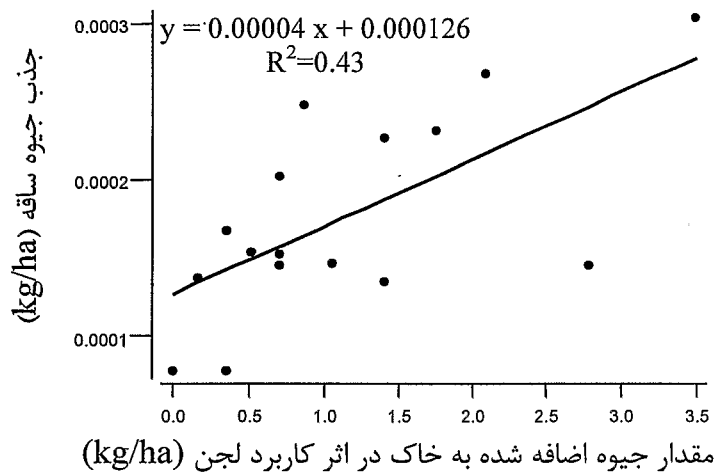 y = 0.00004 x + 0.000126
R²=0.43
0.0003
0.0002
0.0001
جذب جیوه ساقه (kg/ha)
0.0 0.5 1.0 1.5 2.0 2.5 3.0 3.5
مقدار جیوه اضافه شده به خاک در اثر کاربرد لجن (kg/ha)